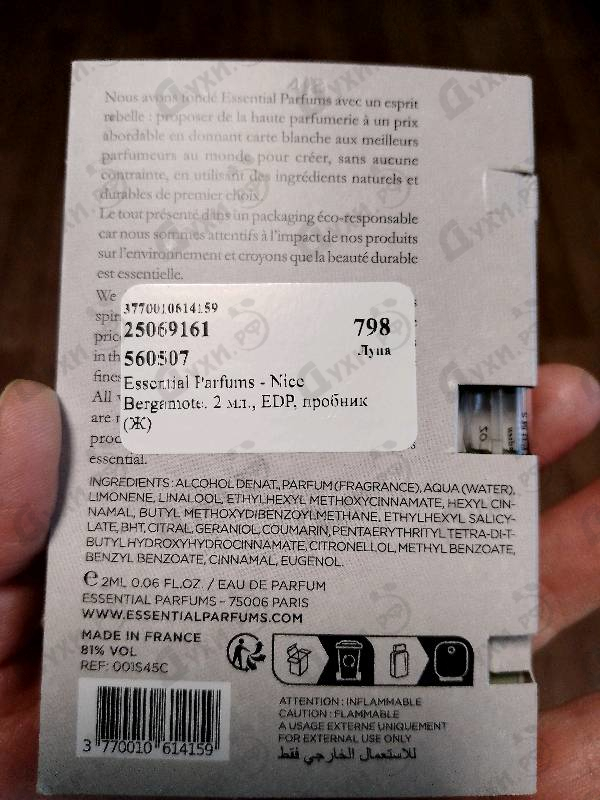 Nous avons fondé Essential Parfums avec un esprit
rebelle : proposer de la haute parfumerie à un prix
abordable en donnant carte blanche aux meilleurs
parfumeurs au monde pour créer, sans aucune
contrainte, en utilisant des ingrédients naturels et
durables de premier choix.
Le tout présenté dans un packaging éco-responsable
car nous sommes attentifs à l'impact de nos produits
sur l'environnement et croyons que la beauté durable
est essentielle.
We
3770010614159
25069161
798
560507
Луна
Essential Parfums - Nice
Bergamote, 2 мл., EDP, пробник
(Ж)
in th
All
are
essential.
INGREDIENTS : ALCOHOL DENAT., PARFUM (FRAGRANCE), AQUA (WATER),
LIMONENE, LINALOOL, ETHYLHEXYL METHOXYCINNAMATE, HEXYL CIN-
NAMAL, BUTYL METHOXYDIBENZOYLMETHANE, ETHYLHEXYL SALICY-
LATE, BHT, CITRAL, GERANIOL, COUMARIN, PENTAERYTHRITYL TETRA-DI-T-
BUTYL HYDROXYHYDROCINNAMATE, CITRONELLOL, METHYL BENZOATE,
BENZYL BENZOATE, CINNAMAL, EUGENOL.
e 2ML 0.06 FL.OZ. / EAU DE PARFUM
ESSENTIAL PARFUMS - 75006 PARIS
WWW.ESSENTIALPARFUMS.COM
MADE IN FRANCE
81% VOL
REF: 001S45C
3 770010 614159
ATTENTION : INFLAMMABLE
CAUTION : FLAMMABLE
A USAGE EXTERNE UNIQUEMENT
FOR EXTERNAL USE ONLY
للاستعمال الخارجي فقط
Духи.рф